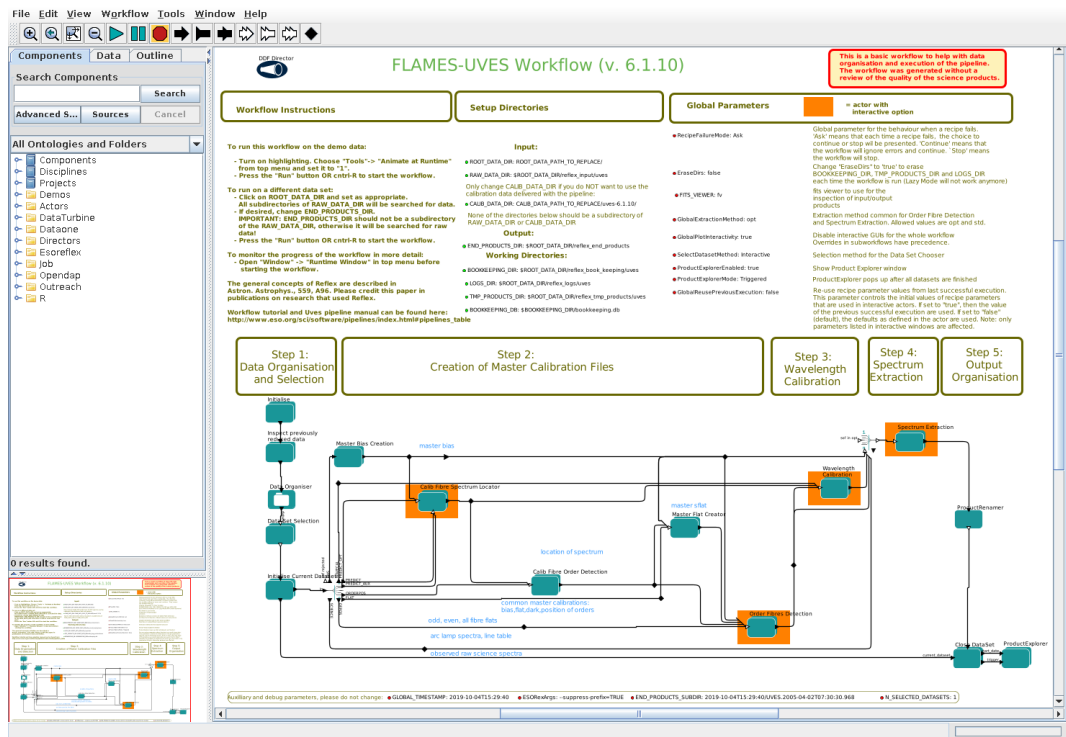 File Edit View Workflow Tools Window Help
Components Data Outline
Search Components
Search
Advanced S... Sources Cancel
All Ontologies and Folders
Components
Disciplines
Projects
Demos
Actors
DataTurbine
Dataone
Directors
Esoreflex
Job
Opendap
Outreach
R
0 results found.
DDF Director
FLAMES-UVES Workflow (v. 6.1.10)
This is a basic workflow to help with data
organisation and execution of the pipeline.
The workflow was generated without a
review of the quality of the science products.
Workflow Instructions
Setup Directories
Global Parameters
= actor with
interactive option
To run this workflow on the demo data:
- Turn on highlighting. Choose "Tools"-> "Animate at Runtime"
from top menu and set it to "1".
- Press the "Run" button OR cntrl-R to start the workflow.
To run on a different data set:
- Click on ROOT_DATA_DIR and set as appropriate.
All subdirectories of RAW_DATA_DIR will be searched for data.
- If desired, change END_PRODUCTS_DIR.
IMPORTANT: END_PRODUCTS_DIR should not be a subdirectory
of the RAW_DATA_DIR, otherwise it will be searched for raw
data!
- Press the "Run" button OR cntrl-R to start the workflow.
To monitor the progress of the workflow in more detail:
- Open "Window" -> "Runtime Window" in top menu before
starting the workflow.
The general concepts of Reflex are described in
Astron. Astrophys., 559, A96. Please credit this paper in
publications on research that used Reflex.
Workflow tutorial and Uves pipeline manual can be found here:
http://www.eso.org/sci/software/pipelines/index.html#pipelines_table
Input:
ROOT_DATA_DIR: ROOT_DATA_PATH_TO_REPLACE/
RAW_DATA_DIR: $ROOT_DATA_DIR/reflex_input/uves
Only change CALIB_DATA_DIR if you do NOT want to use the
calibration data delivered with the pipeline:
CALIB_DATA_DIR: CALIB_DATA_PATH_TO_REPLACE/uves-6.1.10/
None of the directories below should be a subdirectory of
RAW_DATA_DIR or CALIB_DATA_DIR
Output:
END_PRODUCTS_DIR: $ROOT_DATA_DIR/reflex_end_products
Working Directories:
BOOKKEEPING_DIR: $ROOT_DATA_DIR/reflex_book_keeping/uves
LOGS_DIR: $ROOT_DATA_DIR/reflex_logs/uves
TMP_PRODUCTS_DIR: $ROOT_DATA_DIR/reflex_tmp_products/uves
BOOKKEEPING_DB: $BOOKKEEPING_DIR/bookkeeping.db
RecipeFailureMode: Ask
EraseDirs: false
FITS_VIEWER: fv
GlobalExtractionMethod: opt
GlobalPlotInteractivity: true
SelectDatasetMethod: Interactive
ProductExplorerEnabled: true
ProductExplorerMode: Triggered
GlobalReusePreviousExecution: false
Global parameter for the behaviour when a recipe fails.
'Ask' means that each time a recipe fails, the choice to
continue or stop will be presented. 'Continue' means that
the workflow will ignore errors and continue. `Stop' means
the workflow will stop.
Change "EraseDirs" to "true" to erase
BOOKKEEPING_DIR, TMP_PRODUCTS_DIR and LOGS_DIR
each time the workflow is run (Lazy Mode will not work anymore)
fits viewer to use for the
inspection of input/output
products
Extraction method common for Order Fibre Detection
and Spectrum Extraction. Allowed values are opt and std.
Disable interactive GUIs for the whole workflow
Overrides in subworkflows have precedence.
Selection method for the Data Set Chooser
Show Product Explorer window
ProductExplorer pops up after all datasets are finished
Re-use recipe parameter values from last successful execution.
This parameter controls the initial values of recipe parameters
that are used in interactive actors. If set to "true", then the value
of the previous successful execution are used. If set to "false"
(default), the defaults as defined in the actor are used. Note: only
parameters listed in interactive windows are affected.
Step 1:
Data Organisation
and Selection
Step 2:
Creation of Master Calibration Files
Step 3:
Wavelength
Calibration
Step 4:
Spectrum
Extraction
Step 5:
Output
Organisation
Initialise
Inspect previously
reduced data
Data Organiser
DataSet Selection
Initialise Current Dataset
Master Bias Creation
master bias
Calib Fibre Spectrum Locator
Wavelength
Calibration
Spectrum Extraction
master sflat
Master Flat Creator
ProductRenamer
location of spectrum
Calib Fibre Order Detection
common master calibrations:
bias,flat,dark,position of orders
Order Fibres Detection
odd, even, all fibre flats
arc lamp spectra, line table
observed raw science spectra
Close DataSet
ProductExplorer
Auxiliary and debug parameters, please do not change: GLOBAL_TIMESTAMP: 2019-10-04T15:29:40 ESORexArgs: --suppress-prefix=TRUE END_PRODUCTS_SUBDIR: 2019-10-04T15:29:40/UVES.2005-04-02T07:30:30.968 N_SELECTED_DATASETS: 1